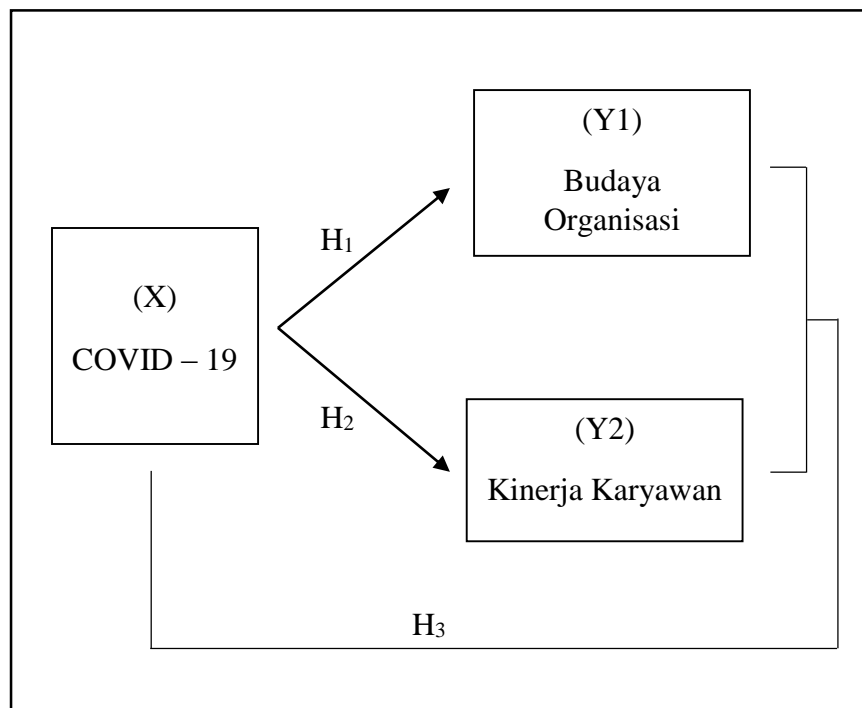 (Y1)
Budaya
Organisasi
H₁
(X)
COVID – 19
H₂
(Y2)
Kinerja Karyawan
H₃